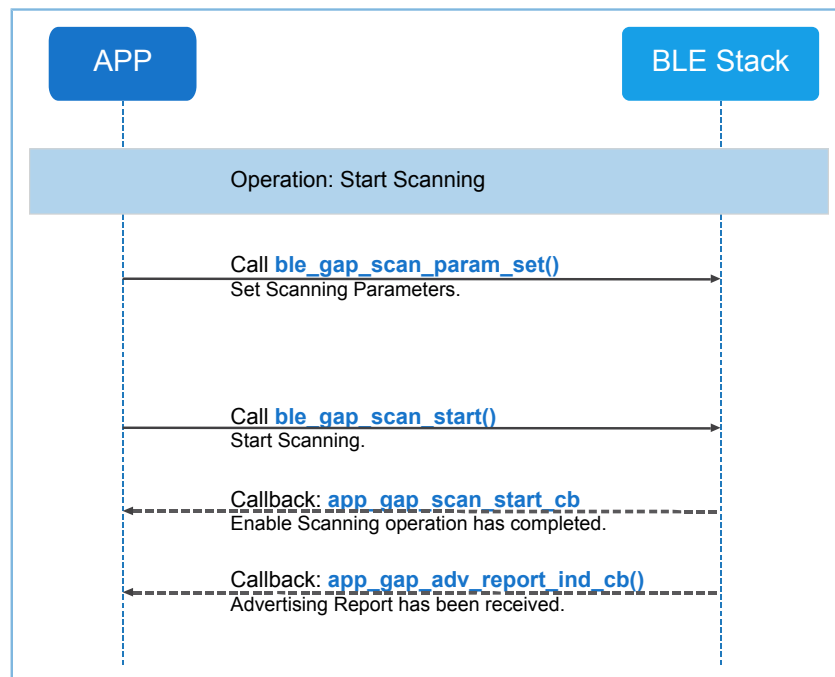 APP
BLE Stack
Operation: Start Scanning
Call ble_gap_scan_param_set()
Set Scanning Parameters.
Call ble_gap_scan_start()
Start Scanning.
Callback: app_gap_scan_start_cb
Enable Scanning operation has completed.
Callback: app_gap_adv_report_ind_cb()
Advertising Report has been received.